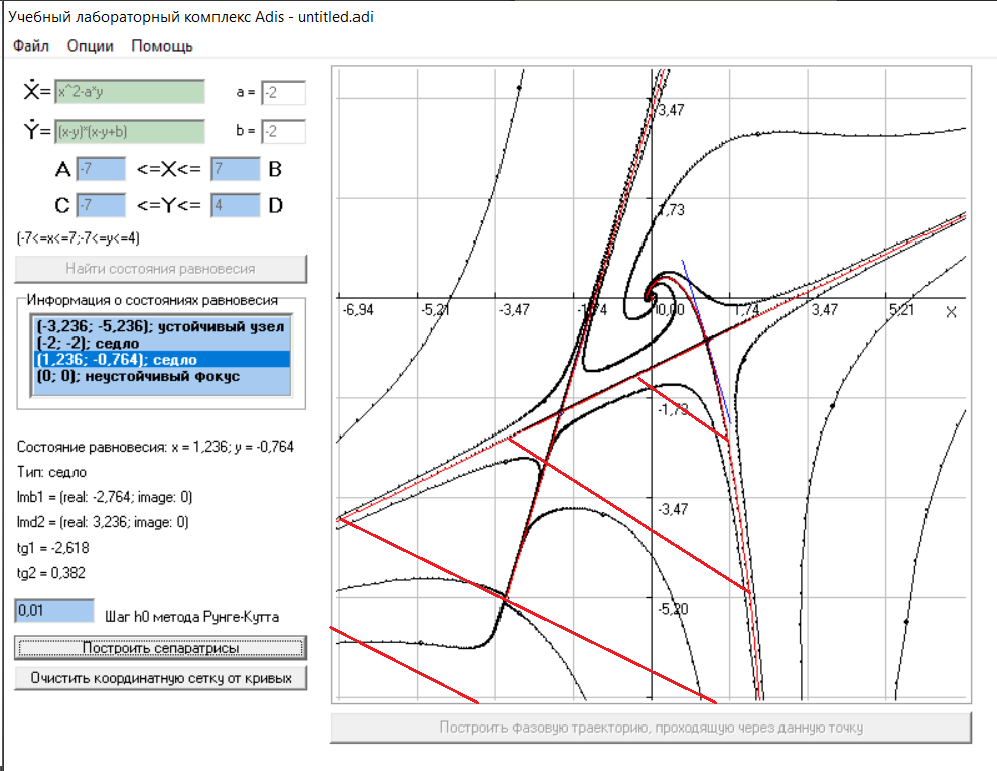 Учебный лабораторный комплекс Adis - untitled.adi
Файл Опции Помощь
Ẋ= x^2-a*y a = -2
Ẏ= (x-y)*(x-y+b) b = -2
A -7 <=X<= 7 B
C -7 <=Y<= 4 D
(-7<=x<=7;-7<=y<=4)
Найти состояния равновесия
Информация о состояниях равновесия
(-3,236; -5,236); устойчивый узел
(-2; -2); седло
(1,236; -0,764); седло
(0; 0); неустойчивый фокус
Состояние равновесия: x = 1,236; y = -0,764
Тип: седло
lmb1 = (real: -2,764; image: 0)
lmd2 = (real: 3,236; image: 0)
tg1 = -2,618
tg2 = 0,382
0,01 Шаг h0 метода Рунге-Кутта
Построить сепаратрисы
Очистить координатную сетку от кривых
3,47
1,73
-6,94 -5,21 -3,47 -1,74 0,00 1,74 3,47 5,21 X
-1,73
-3,47
-5,20
Построить фазовую траекторию, проходящую через данную точку